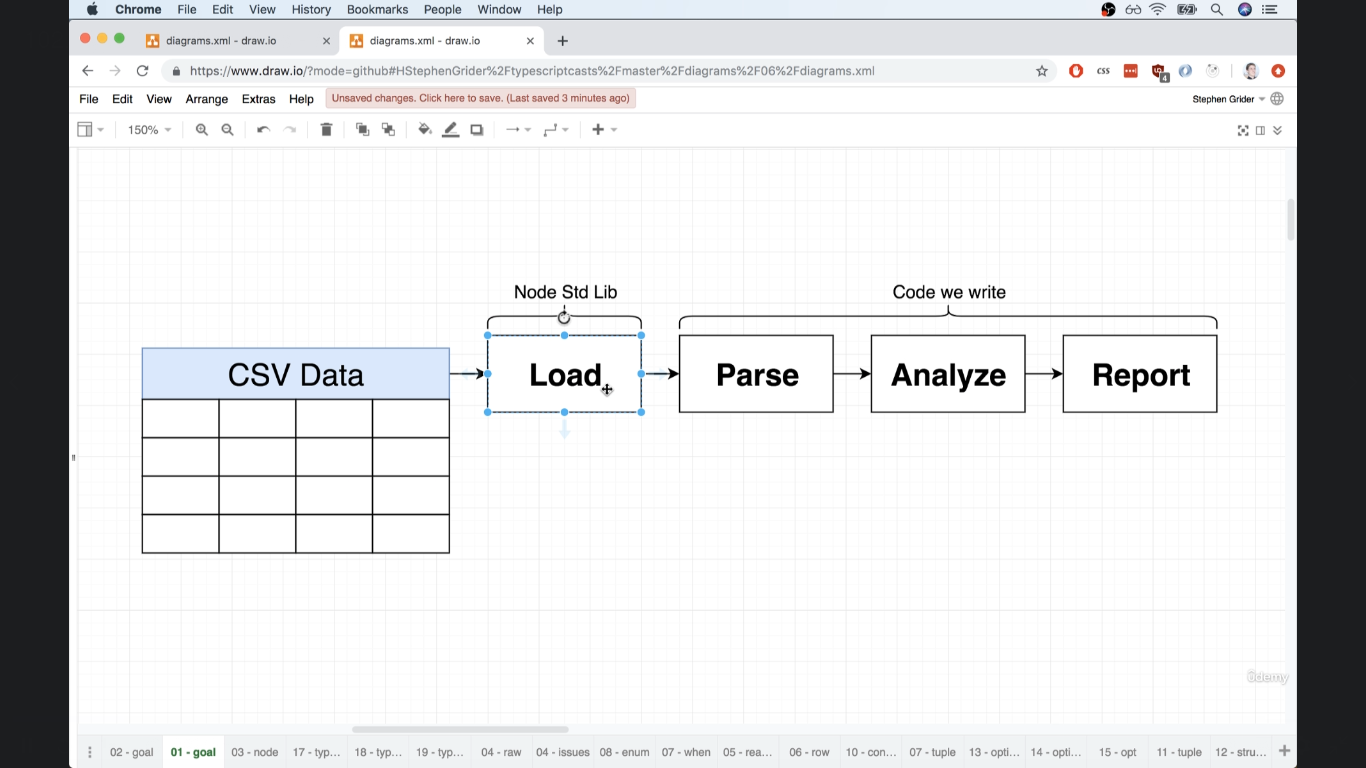 Chrome File Edit View History Bookmarks People Window Help
diagrams.xml - draw.io
diagrams.xml - draw.io
https://www.draw.io/?mode=github#HStephenGrider%2Ftypescriptcasts%2Fmaster%2Fdiagrams%2F06%2Fdiagrams.xml
CSS
4
File Edit View Arrange Extras Help Unsaved changes. Click here to save. (Last saved 3 minutes ago) Stephen Grider
150%
Node Std Lib
Code we write
CSV Data
Load
Parse
Analyze
Report
ûdemy
02 - goal 01 - goal 03 - node 17 - typ... 18 - typ... 19 - typ... 04 - raw 04 - issues 08 - enum 07 - when 05 - rea... 06 - row 10 - con... 07 - tuple 13 - opti... 14 - opti... 15 - opt 11 - tuple 12 - stru...